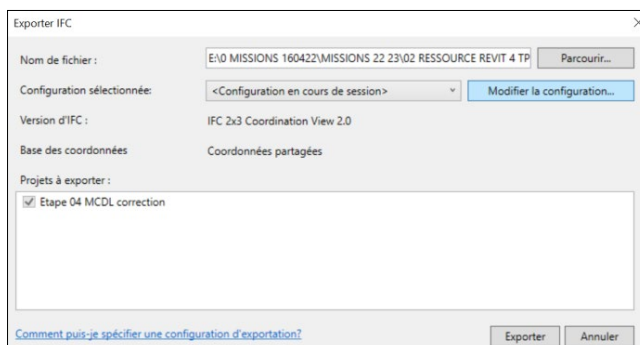 Exporter IFC
Nom de fichier : E:\0 MISSIONS 160422\MISSIONS 22 23\02 RESSOURCE REVIT 4 TP Parcourir...
Configuration sélectionnée: <Configuration en cours de session> Modifier la configuration...
Version d'IFC : IFC 2x3 Coordination View 2.0
Base des coordonnées Coordonnées partagées
Projets à exporter :
Etape 04 MCDL correction
Comment puis-je spécifier une configuration d'exportation? Exporter Annuler